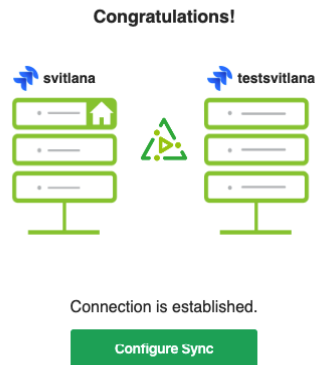 Congratulations!
svitlana
testsvitlana
Connection is established.
Configure Sync